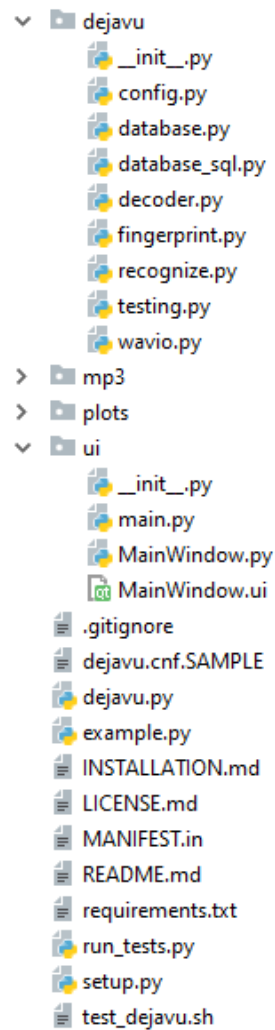 dejavu
__init__.py
config.py
database.py
database_sql.py
decoder.py
fingerprint.py
recognize.py
testing.py
wavio.py
mp3
plots
ui
__init__.py
main.py
MainWindow.py
MainWindow.ui
.gitignore
dejavu.cnf.SAMPLE
dejavu.py
example.py
INSTALLATION.md
LICENSE.md
MANIFEST.in
README.md
requirements.txt
run_tests.py
setup.py
test_dejavu.sh